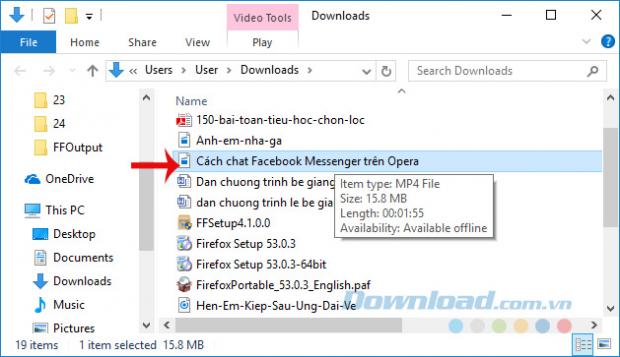 Video Tools
Downloads
File
Home
Share
View
Play
Users
User
Downloads
Search Downloads
23
24
FFOutput
OneDrive
This PC
Desktop
Documents
Downloads
Music
Pictures
Name
150-bai-toan-tieu-hoc-chon-loc
Anh-em-nha-ga
Cách chat Facebook Messenger trên Opera
Dan chuong trinh be giang
dan chuong trinh le be gia
FFSetup4.1.0.0
Firefox Setup 53.0.3
Firefox Setup 53.0.3-64bit
FirefoxPortable_53.0.3_English.paf
Hen-Em-Kiep-Sau-Ung-Dai-Ve
Item type: MP4 File
Size: 15.8 MB
Length: 00:01:55
Availability: Available offline
Download.com.vn
19 items
1 item selected 15.8 MB